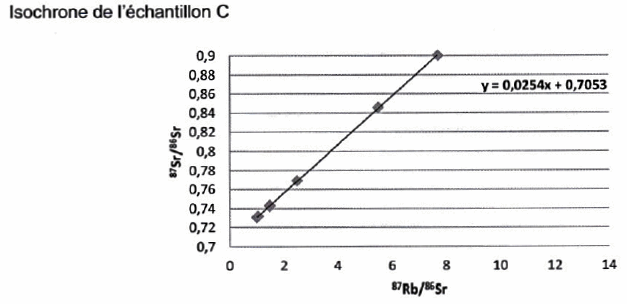 Isochrone de l'échantillon C
0,9
0,88
0,86
0,84
0,82
0,8
0,78
0,76
0,74
0,72
0,7
⁸⁷Sr/⁸⁶Sr
y = 0,0254x + 0,7053
0 2 4 6 8 10 12 14
⁸⁷Rb/⁸⁶Sr